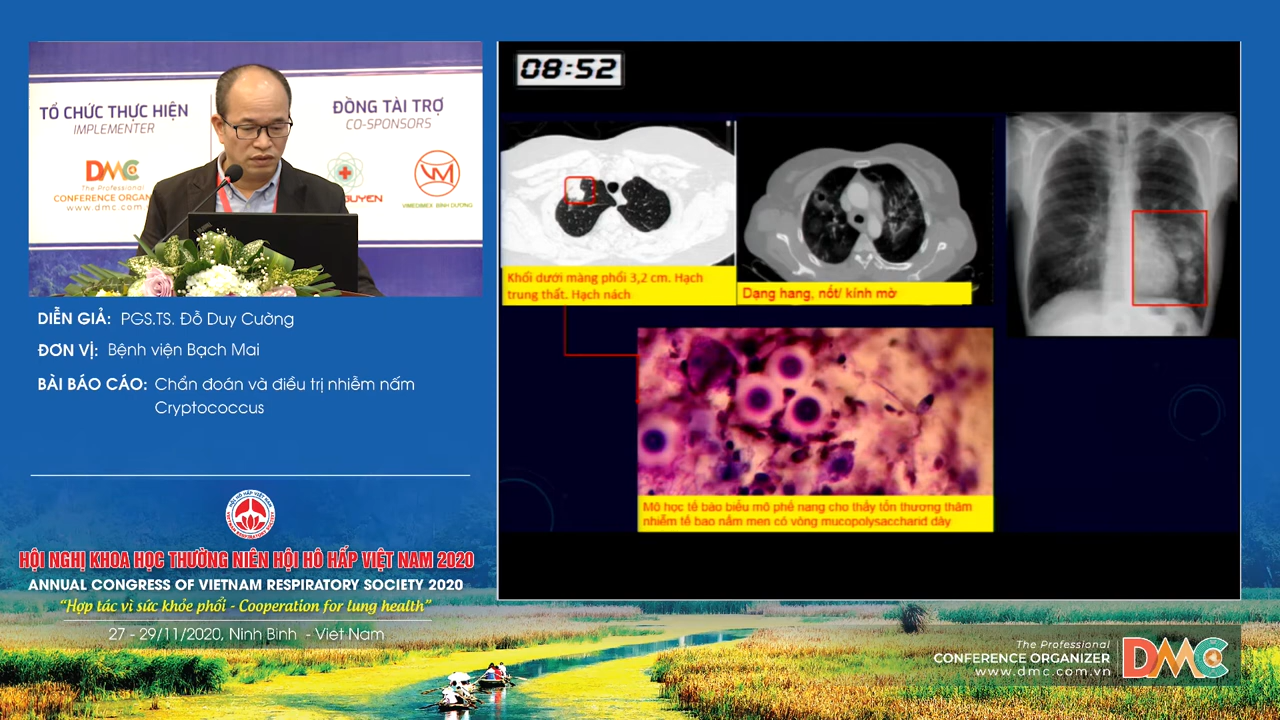 TỔ CHỨC THỰC HIỆN
IMPLEMENTER
DMC
The Professional
CONFERENCE ORGAN
www.dmc.com
ĐỒNG TÀI TRỢ
CO-SPONSORS
GUYEN
VM
VIMEDIMEX BÌNH DƯƠNG
DIỄN GIẢ: PGS.TS. Đỗ Duy Cường
ĐƠN VỊ: Bệnh viện Bạch Mai
BÀI BÁO CÁO: Chẩn đoán và điều trị nhiễm nấm
Cryptococcus
HỘI NGHỊ KHOA HỌC THƯỜNG NIÊN HỘI HÔ HẤP VIỆT NAM 2020
ANNUAL CONGRESS OF VIETNAM RESPIRATORY SOCIETY 2020
“Hợp tác vì sức khỏe phổi - Cooperation for lung health”
27 - 29/11/2020, Ninh Bình - Viet Nam
08:52
Khối dưới màng phổi 3,2 cm. Hạch
trung thất. Hạch nách
Dạng hang, nốt/ kính mờ
Mô học tế bào biểu mô phế nang cho thấy tổn thương thâm
nhiễm tế bao nấm men có vòng mucopolysaccharid dày
The Professional
CONFERENCE ORGANIZER
www.dmc.com.vn
DMC